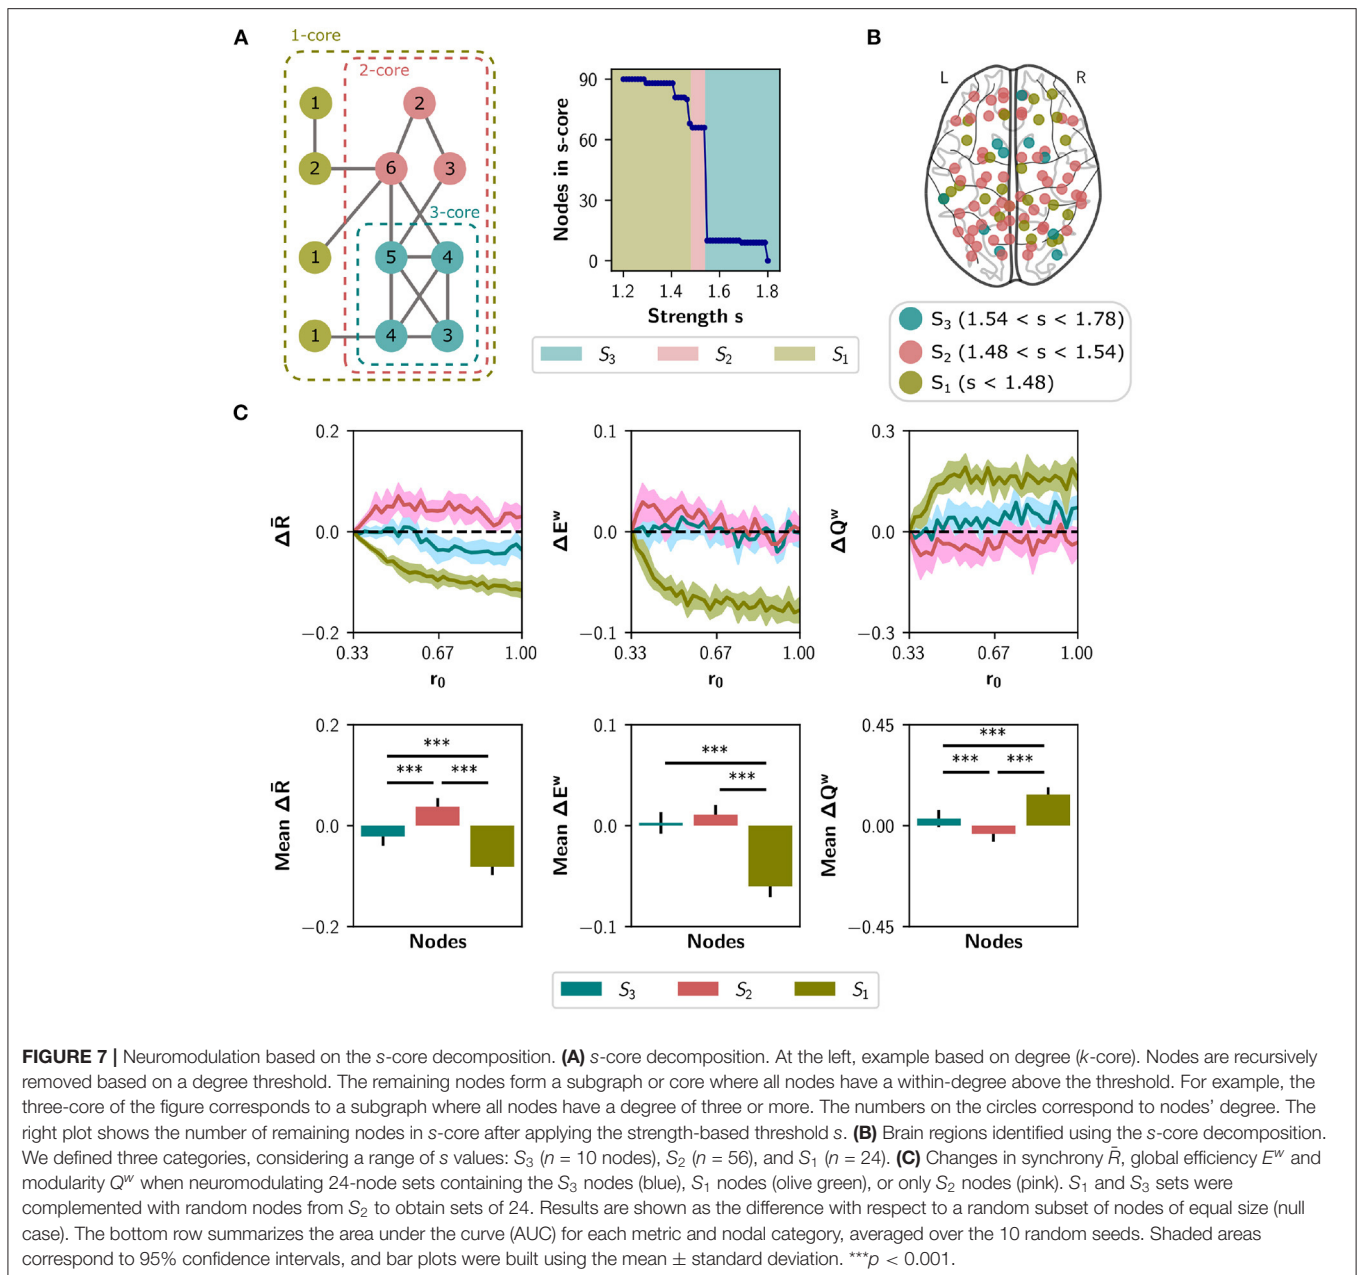 A
1-core
2-core
1
2
2
6
3
3-core
1
5
4
1
4
3
Nodes in s-core
90
60
30
0
1.2
1.4
1.6
1.8
Strength s
S3
S2
S1
B
L
R
S3 (1.54 < s < 1.78)
S2 (1.48 < s < 1.54)
S1 (s < 1.48)
C
ΔR̄
0.2
0.0
−0.2
0.33
0.67
1.00
r0
ΔEw
0.1
0.0
−0.1
0.33
0.67
1.00
r0
ΔQw
0.3
0.0
−0.3
0.33
0.67
1.00
r0
Mean ΔR̄
0.2
0.0
−0.2
***
*** ***
Nodes
Mean ΔEw
0.1
0.0
−0.1
***
***
Nodes
Mean ΔQw
0.45
0.00
−0.45
***
*** ***
Nodes
S3
S2
S1
FIGURE 7 | Neuromodulation based on the s-core decomposition. (A) s-core decomposition. At the left, example based on degree (k-core). Nodes are recursively
removed based on a degree threshold. The remaining nodes form a subgraph or core where all nodes have a within-degree above the threshold. For example, the
three-core of the figure corresponds to a subgraph where all nodes have a degree of three or more. The numbers on the circles correspond to nodes' degree. The
right plot shows the number of remaining nodes in s-core after applying the strength-based threshold s. (B) Brain regions identified using the s-core decomposition.
We defined three categories, considering a range of s values: S3 (n = 10 nodes), S2 (n = 56), and S1 (n = 24). (C) Changes in synchrony R̄, global efficiency Ew and
modularity Qw when neuromodulating 24-node sets containing the S3 nodes (blue), S1 nodes (olive green), or only S2 nodes (pink). S1 and S3 sets were
complemented with random nodes from S2 to obtain sets of 24. Results are shown as the difference with respect to a random subset of nodes of equal size (null
case). The bottom row summarizes the area under the curve (AUC) for each metric and nodal category, averaged over the 10 random seeds. Shaded areas
correspond to 95% confidence intervals, and bar plots were built using the mean ± standard deviation. ***p < 0.001.